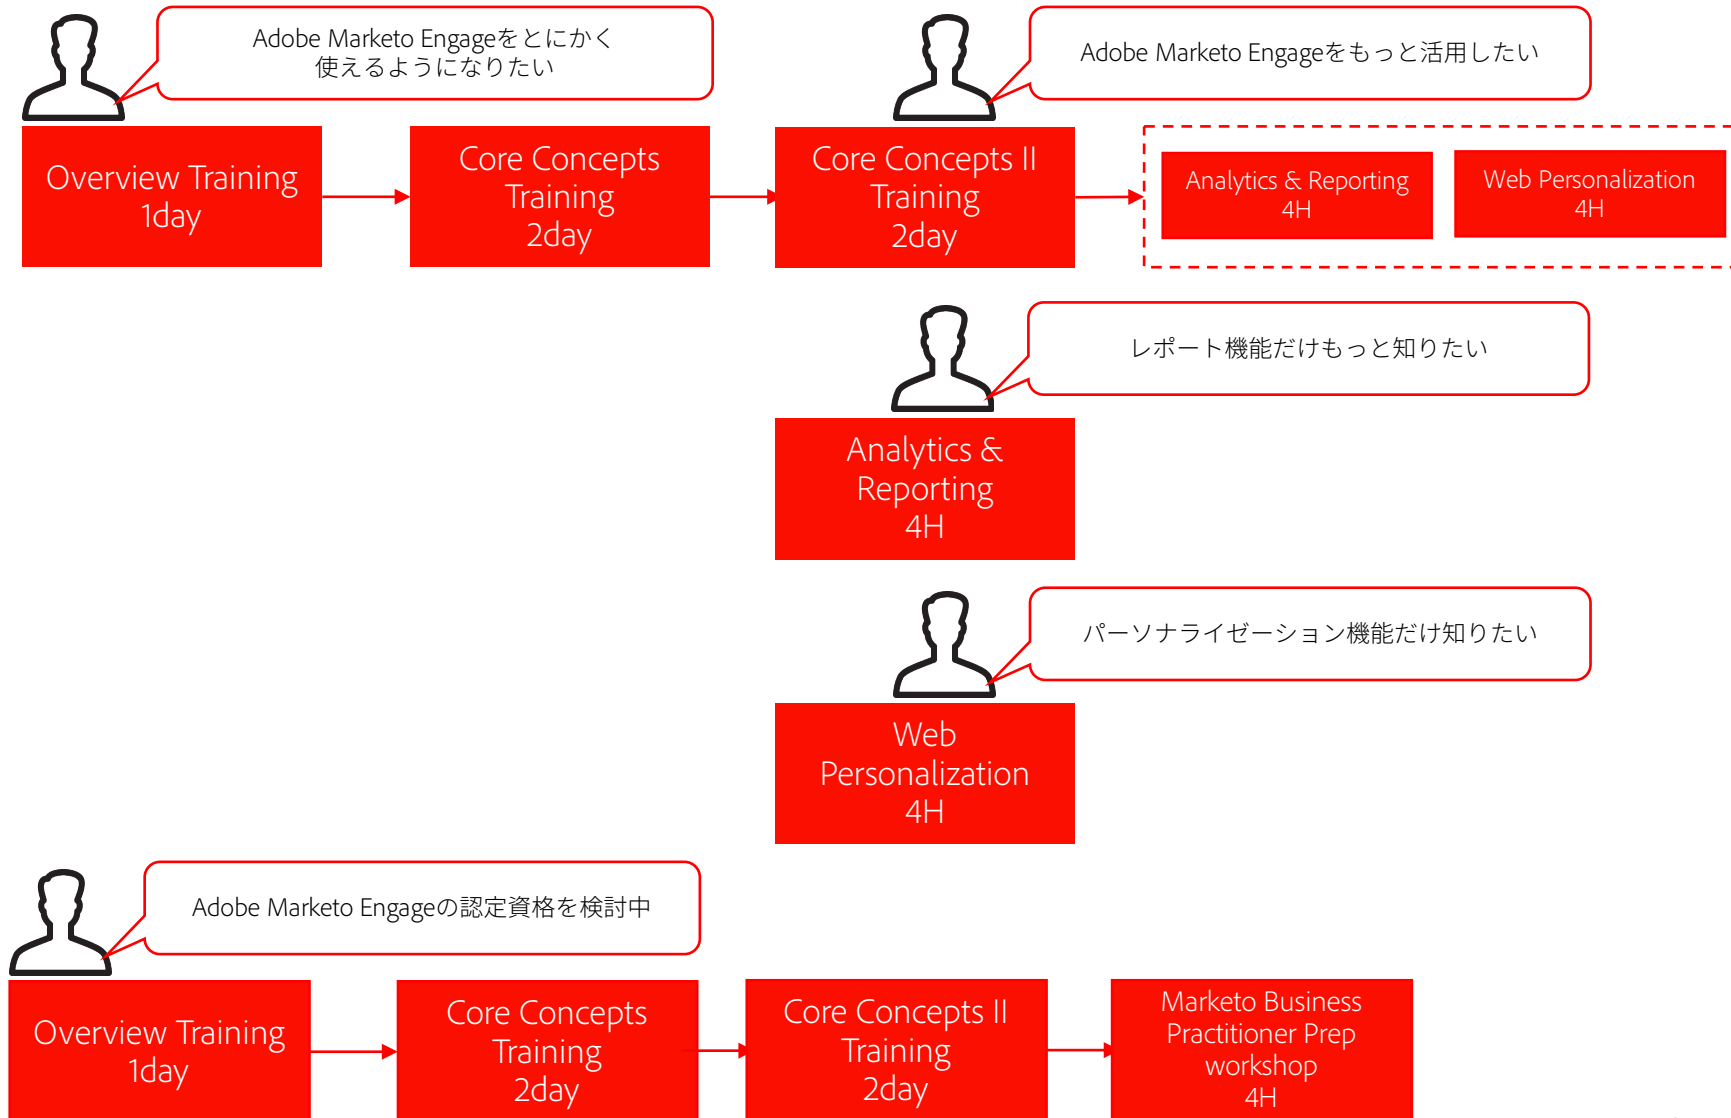 Adobe Marketo Engageをとにかく
使えるようになりたい
Adobe Marketo Engageをもっと活用したい
Overview Training
1day
Core Concepts
Training
2day
Core Concepts II
Training
2day
Analytics & Reporting
4H
Web Personalization
4H
レポート機能だけもっと知りたい
Analytics &
Reporting
4H
パーソナライゼーション機能だけ知りたい
Web
Personalization
4H
Adobe Marketo Engageの認定資格を検討中
Overview Training
1day
Core Concepts
Training
2day
Core Concepts II
Training
2day
Marketo Business
Practitioner Prep
workshop
4H